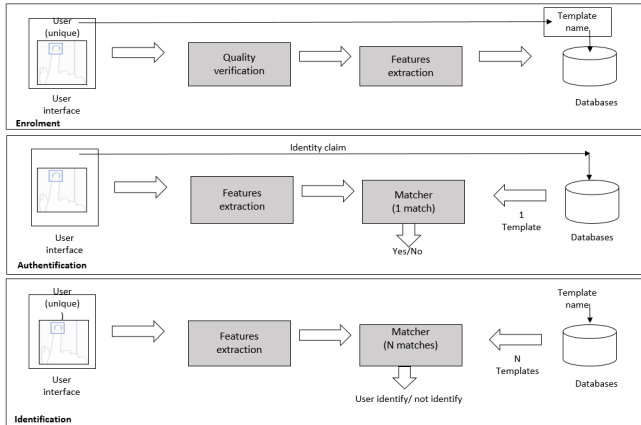 User
(unique)
Template
name
Quality
verification
Features
extraction
User
interface
Databases
Enrolment
Identity claim
Features
extraction
Matcher
(1 match)
1
Template
User
interface
Databases
Yes/No
Authentification
User
(unique)
)
Template
name
Features
extraction
Matcher
(N matches)
N
Templates
User
interface
Databases
User identify/ not identify
Identification